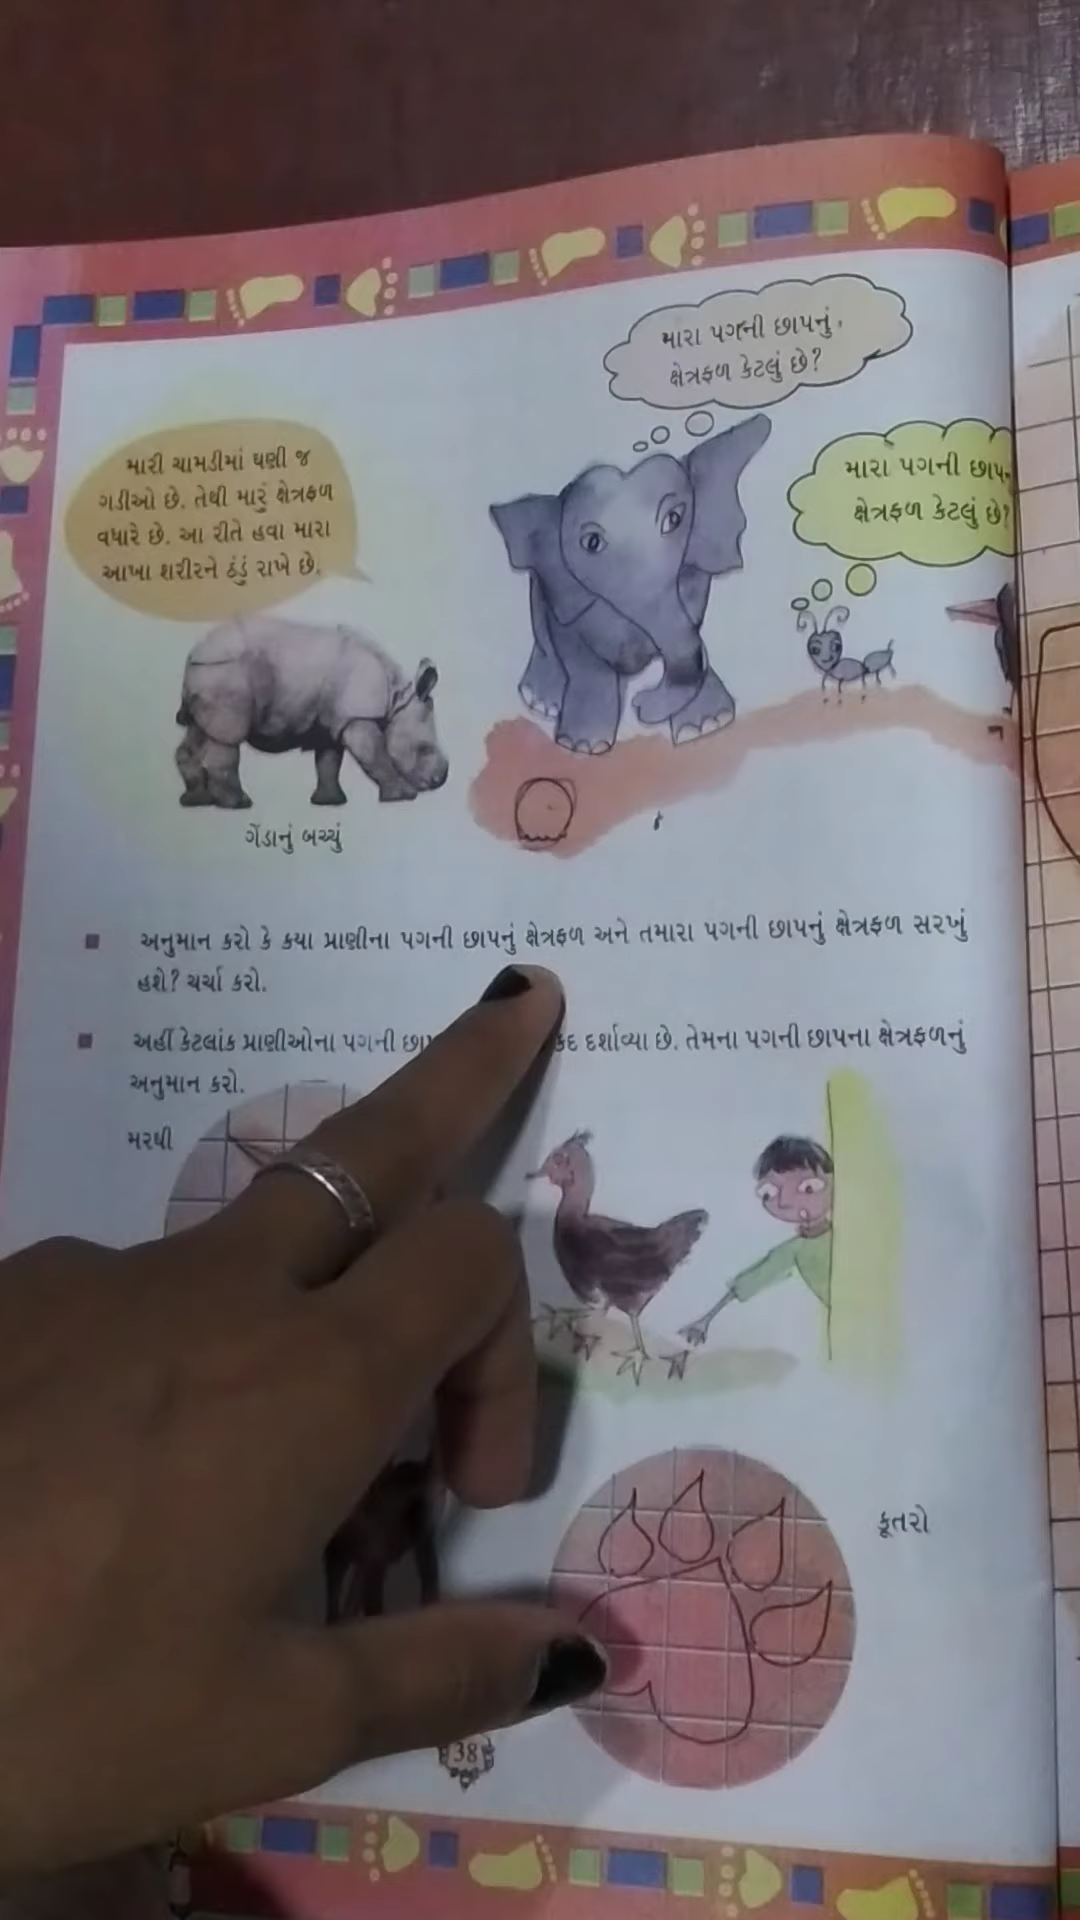 મારા પગની છાપનું
ક્ષેત્રફળ કેટલું છે?
મારી ચામડીમાં ઘણી જ
ગડીઓ છે. તેથી મારું ક્ષેત્રફળ
વધારે છે. આ રીતે હવા મારા
આખા શરીરને ઠંડું રાખે છે.
મારા પગની
ક્ષેત્રફળ કેટલું છે?
ગેંડાનું બચ્ચું
અનુમાન કરો કે કયા પ્રાણીના પગની છાપનું ક્ષેત્રફળ અને તમારા પગની છાપનું ક્ષેત્રફળ સરખું
હશે? ચર્ચા કરો.
અહીં કેટલાંક પ્રાણીઓના પગની કદ દર્શાવ્યા છે. તેમના પગની છાપના ક્ષેત્રફળનું
અનુમાન કરો.
મરઘી
કૂતરો
38